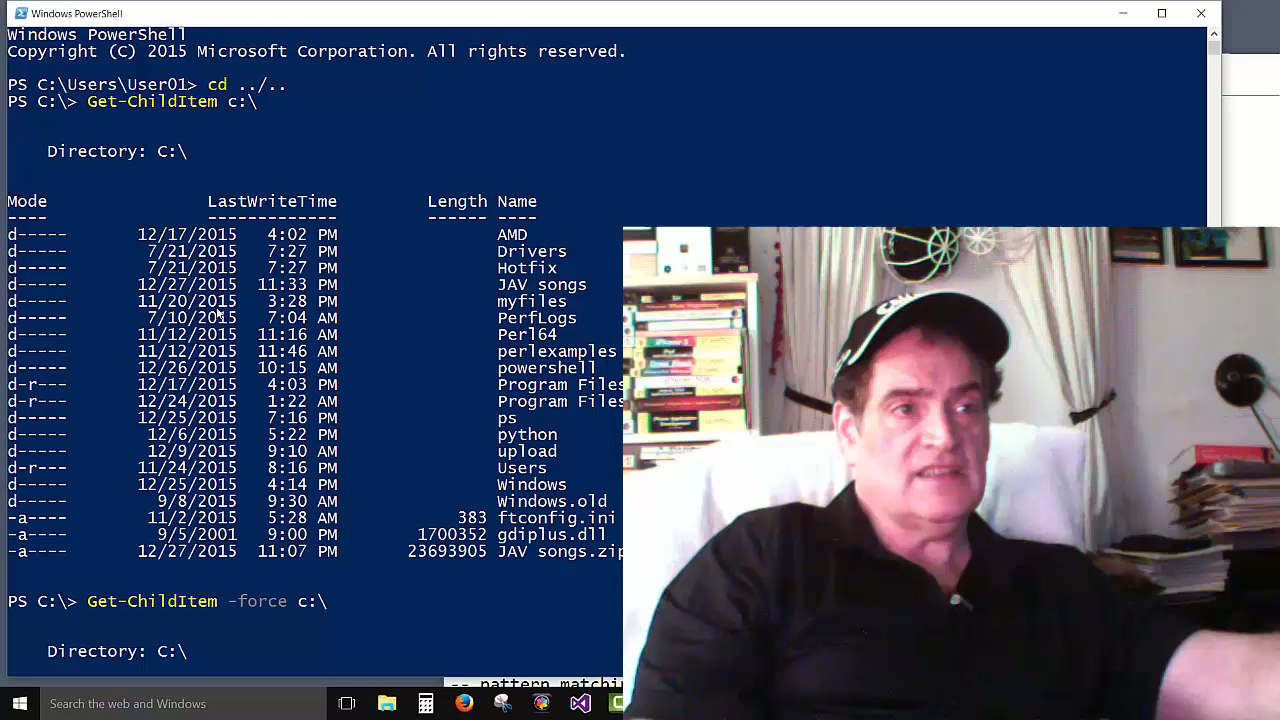 Windows PowerShell
Windows PowerShell
Copyright (C) 2015 Microsoft Corporation. All rights reserved.
PS C:\Users\User01> cd ../..
PS C:\> Get-ChildItem c:\
Directory: C:\
Mode LastWriteTime Length Name
---- ------------- ------ ----
d----- 12/17/2015 4:02 PM AMD
d----- 7/21/2015 7:27 PM Drivers
d----- 7/21/2015 7:27 PM Hotfix
d----- 12/27/2015 11:33 PM JAV songs
d----- 11/20/2015 3:28 PM myfiles
d----- 7/10/2015 7:04 AM PerfLogs
d----- 11/12/2015 11:16 AM Perl64
d----- 11/12/2015 11:46 AM perlexamples
d----- 12/26/2015 10:15 AM powershell
d-r--- 12/17/2015 4:03 PM Program Files
d-r--- 12/24/2015 1:22 PM Program Files
d----- 12/25/2015 7:16 PM ps
d----- 12/6/2015 5:22 PM python
d----- 12/9/2015 9:10 AM upload
d-r--- 11/24/2015 8:16 PM Users
d----- 12/25/2015 4:14 PM Windows
d----- 9/8/2015 9:30 AM Windows.old
-a---- 11/2/2015 5:28 AM 383 ftconfig.ini
-a---- 9/5/2001 9:00 PM 1700352 gdiplus.dll
-a---- 12/27/2015 11:07 PM 23693905 JAV songs.zip
PS C:\> Get-ChildItem -force c:\
Directory: C:\
-- pattern matchin
Search the web and Windows